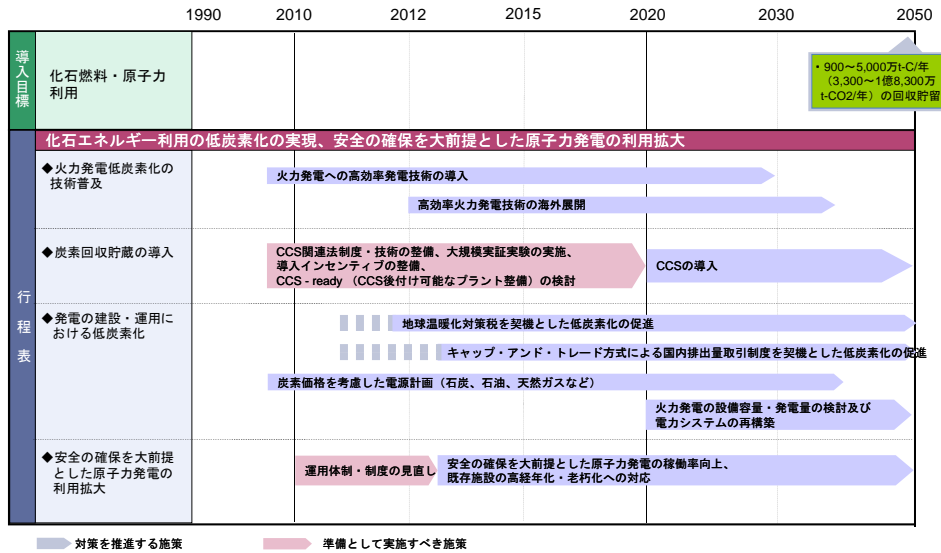 1990 2010 2012 2015 2020 2030 2050
導入目標
化石燃料・原子力
利用
・900～5,000万t-C/年
（3,300～1億8,300万
t-CO2/年）の回収貯留
行程表
化石エネルギー利用の低炭素化の実現、安全の確保を大前提とした原子力発電の利用拡大
◆火力発電低炭素化の
技術普及
火力発電への高効率発電技術の導入
高効率火力発電技術の海外展開
◆炭素回収貯蔵の導入
CCS関連法制度・技術の整備、大規模実証実験の実施、
導入インセンティブの整備、
CCS - ready （CCS後付け可能なプラント整備）の検討
CCSの導入
◆発電の建設・運用に
おける低炭素化
地球温暖化対策税を契機とした低炭素化の促進
キャップ・アンド・トレード方式による国内排出量取引制度を契機とした低炭素化の促進
炭素価格を考慮した電源計画（石炭、石油、天然ガスなど）
火力発電の設備容量・発電量の検討及び
電力システムの再構築
◆安全の確保を大前提
とした原子力発電の
利用拡大
運用体制・制度の見直し
安全の確保を大前提とした原子力発電の稼働率向上、
既存施設の高経年化・老朽化への対応
対策を推進する施策
準備として実施すべき施策